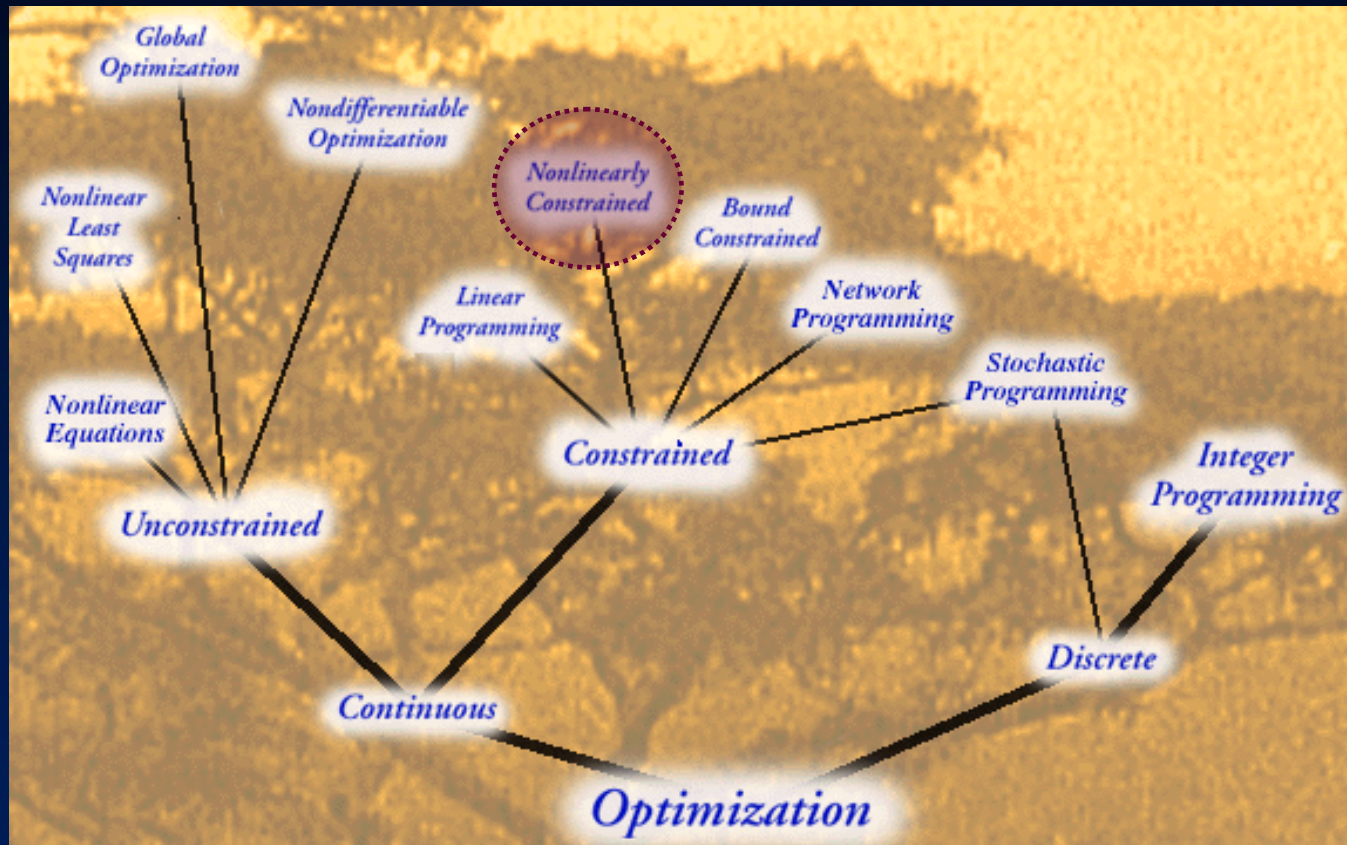 Global
Optimization
Nondifferentiable
Optimization
Nonlinearly
Constrained
Nonlinear
Least
Squares
Bound
Constrained
Linear
Programming
Network
Programming
Stochastic
Programming
Nonlinear
Equations
Constrained
Integer
Programming
Unconstrained
Discrete
Continuous
Optimization